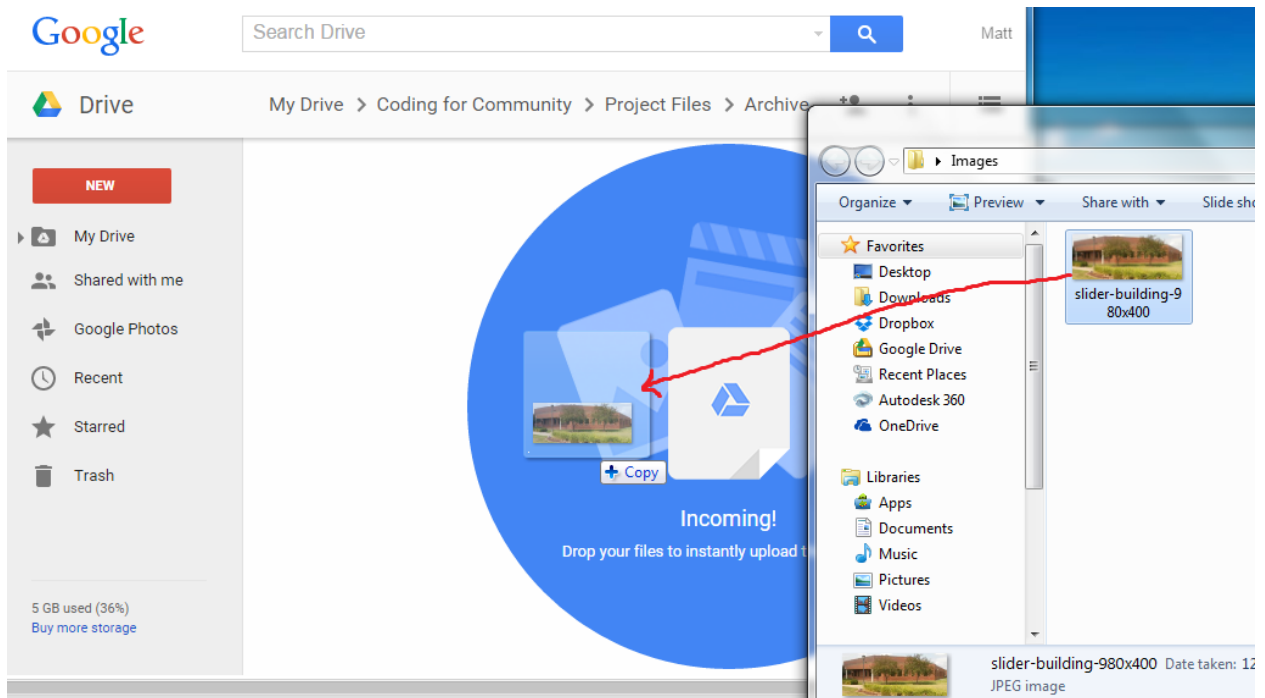 Google
Search Drive
Matt
Drive
My Drive > Coding for Community > Project Files > Archive
NEW
My Drive
Shared with me
Google Photos
Recent
Starred
Trash
5 GB used (36%)
Buy more storage
Copy
Incoming!
Drop your files to instantly upload t
Images
Organize
Preview
Share with
Slide sho
Favorites
Desktop
Downloads
Dropbox
Google Drive
Recent Places
Autodesk 360
OneDrive
Libraries
Apps
Documents
Music
Pictures
Videos
slider-building-9
80x400
slider-building-980x400 Date taken: 12
JPEG image